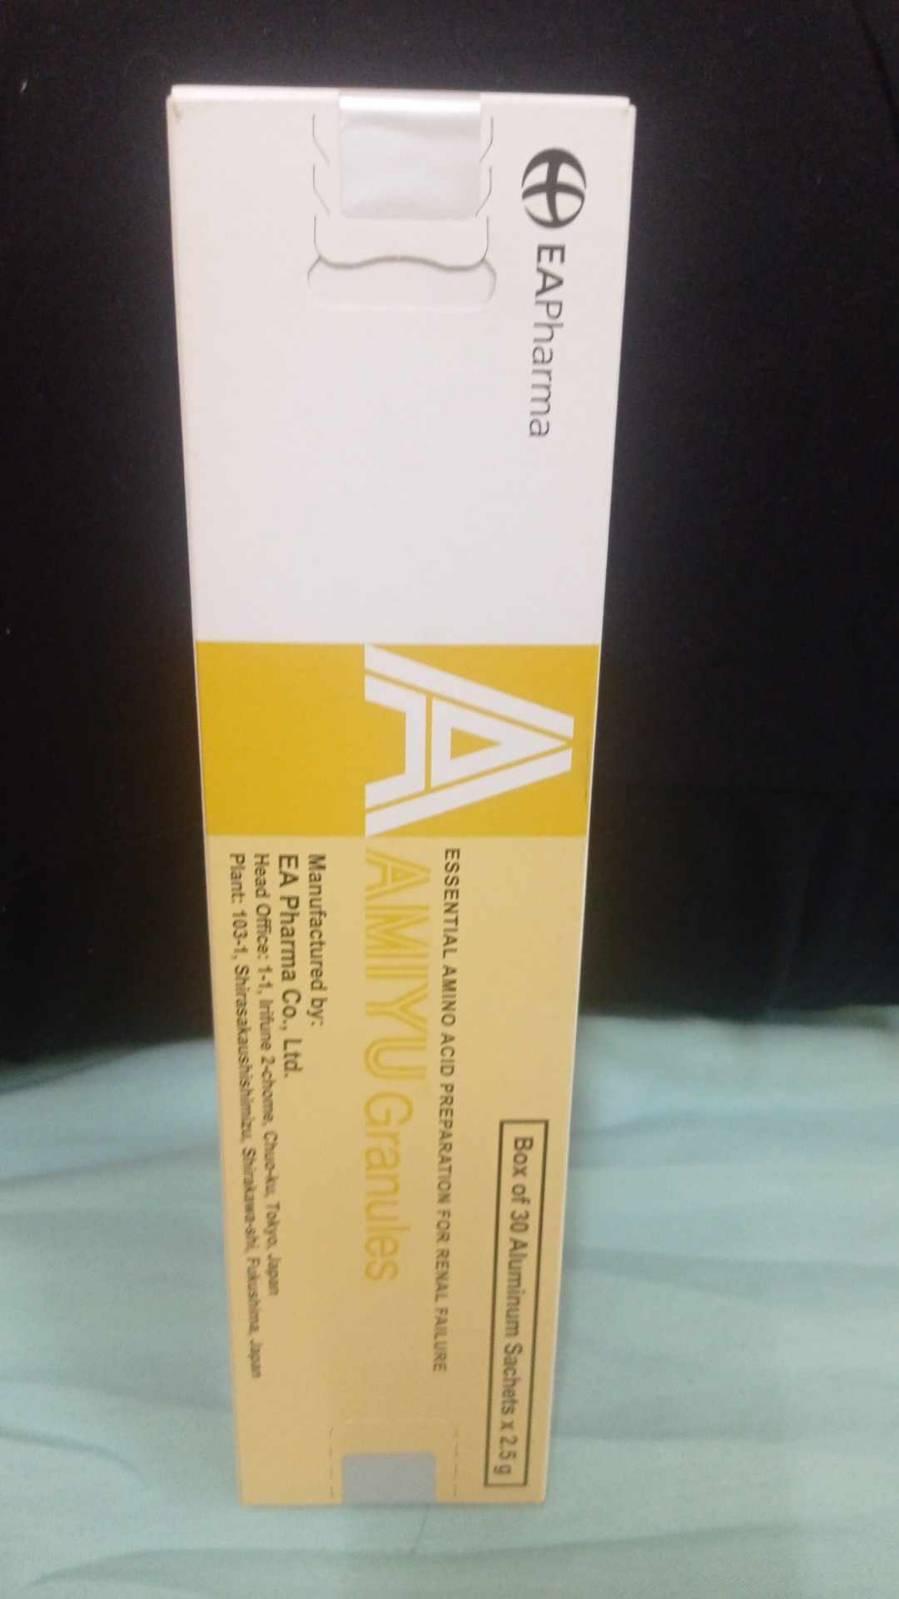 EAPharma
Box of 30 Aluminum Sachets x 2.5 g
A
ESSENTIAL AMINO ACID PREPARATION FOR RENAL FAILURE
AMIYU Granules
Manufactured by:
EA Pharma Co., Ltd.
Head Office: 1-1, Irifune 2-chome, Chuo-ku, Tokyo, Japan
Plant: 103-1, Shirasakaushishimizu, Shirakawa-shi, Fukushima, Japan